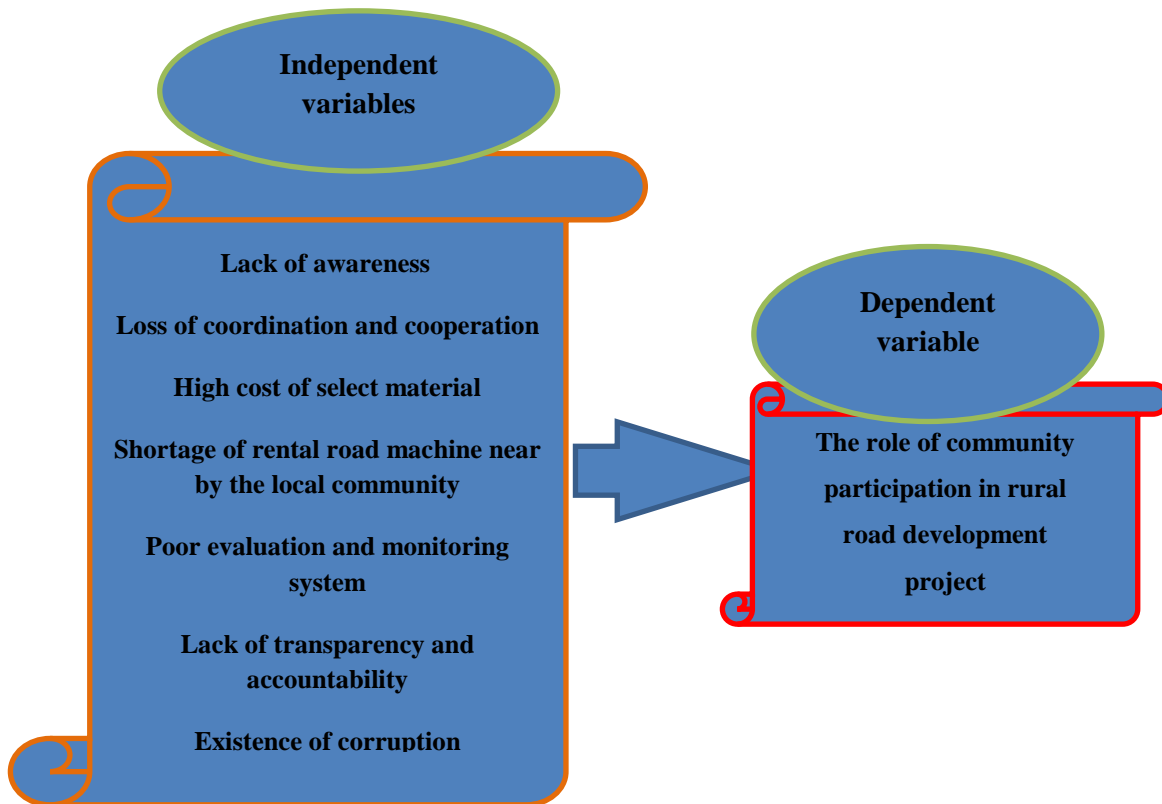 Independent
variables
Lack of awareness
Loss of coordination and cooperation
High cost of select material
Shortage of rental road machine near
by the local community
Poor evaluation and monitoring
system
Lack of transparency and
accountability
Existence of corruption
Dependent
variable
The role of community
participation in rural
road development
project